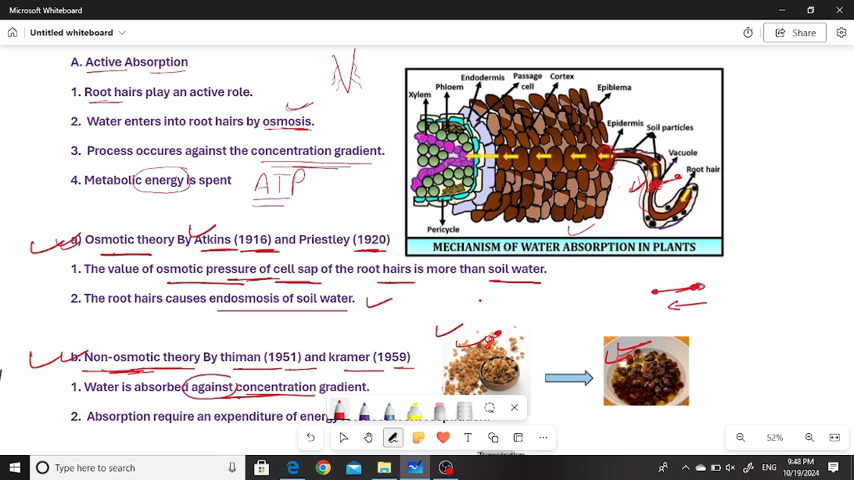 Microsoft Whiteboard
Untitled whiteboard
Share
A. Active Absorption
1. Root hairs play an active role.
2. Water enters into root hairs by osmosis.
3. Process occures against the concentration gradient.
4. Metabolic energy is spent
ATP
a) Osmotic theory By Atkins (1916) and Priestley (1920)
1. The value of osmotic pressure of cell sap of the root hairs is more than soil water.
2. The root hairs causes endosmosis of soil water.
b. Non-osmotic theory By thiman (1951) and kramer (1959)
1. Water is absorbed against concentration gradient.
2. Absorption require an expenditure of energy
Xylem
Phloem
Endodermis
Passage
cell
Cortex
Epiblema
Epidermis
Soil particles
Vacuole
Root hair
Pericycle
MECHANISM OF WATER ABSORPTION IN PLANTS
52%
Type here to search
ENG
9:48 PM
10/19/2024